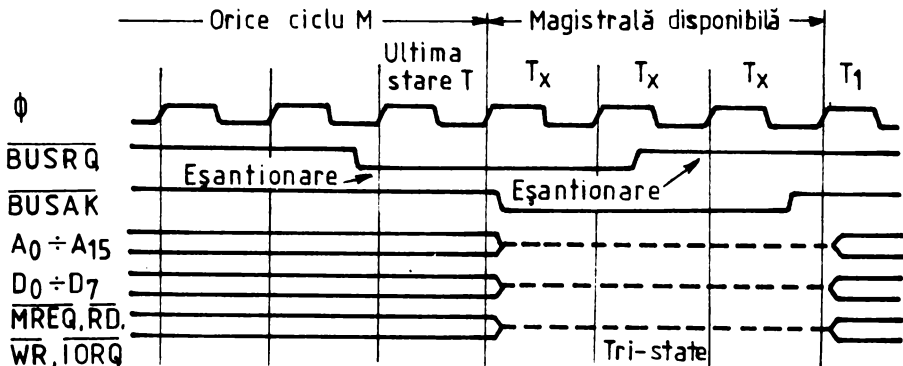 Orice ciclu M
Magistrală disponibilă
Ultima
stare T
Tx
Tx
Tx
T1
ϕ
BUSRQ
Eşantionare
Eşantionare
BUSAK
A0 ÷ A15
D0 ÷ D7
MREQ, RD,
WR, IORQ
Tri-state